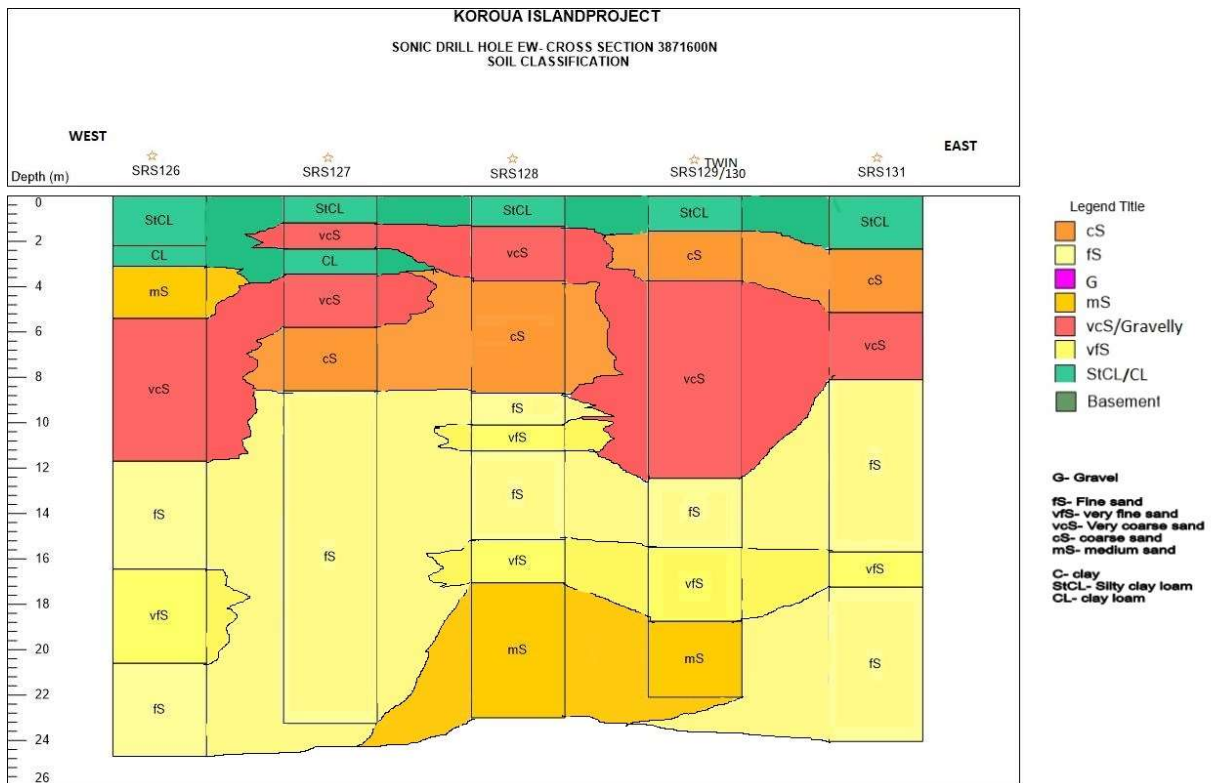 KOROUA ISLANDPROJECT
SONIC DRILL HOLE EW- CROSS SECTION 3871600N
SOIL CLASSIFICATION
WEST
EAST
Depth (m)
SRS126
SRS127
SRS128
TWIN
SRS129/130
SRS131
0
2
4
6
8
10
12
14
16
18
20
22
24
26
StCL
CL
mS
vcS
fS
vfS
fS
StCL
vcS
CL
vcS
cS
fS
StCL
vcS
cS
fS
vfS
fS
vfS
mS
StCL
cS
vcS
fS
vfS
mS
StCL
cS
vcS
fS
vfS
fS
Legend Title
cS
fS
G
mS
vcS/Gravelly
vfS
StCL/CL
Basement
G- Gravel
fS- Fine sand
vfS- very fine sand
vcS- Very coarse sand
cS- coarse sand
mS- medium sand
C- clay
StCL- Silty clay loam
CL- clay loam